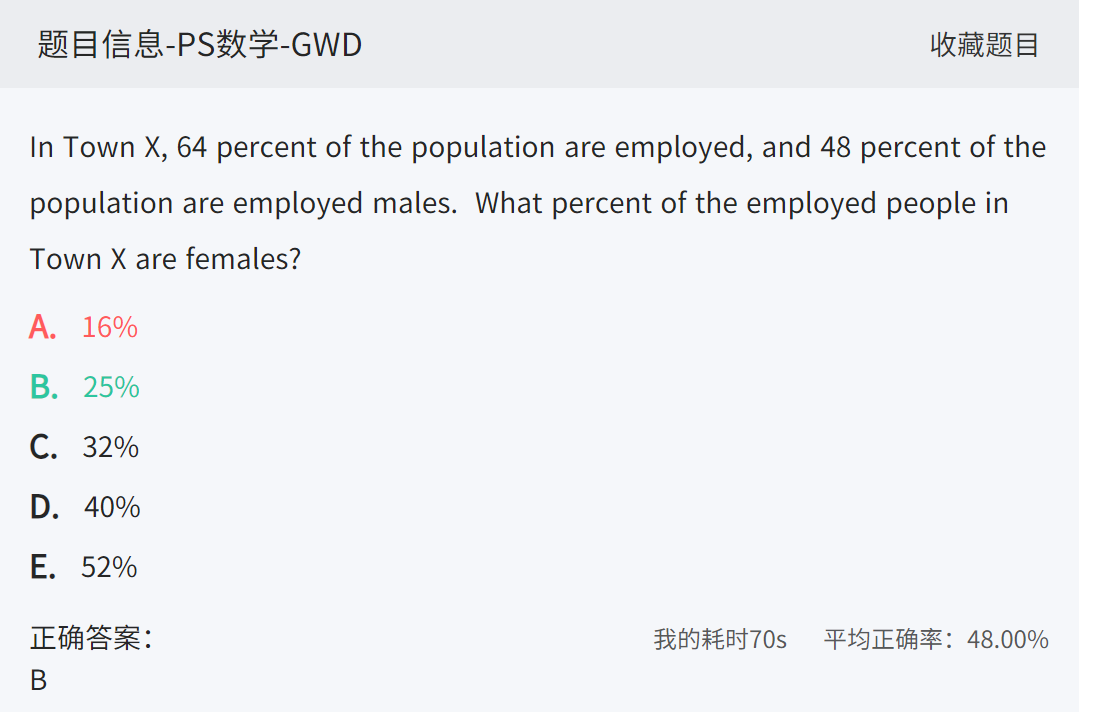 题目信息-PS数学-GWD
收藏题目
In Town X, 64 percent of the population are employed, and 48 percent of the
population are employed males.  What percent of the employed people in
Town X are females?
A. 16%
B. 25%
C. 32%
D. 40%
E. 52%
正确答案：
我的耗时70s 平均正确率：48.00%
B